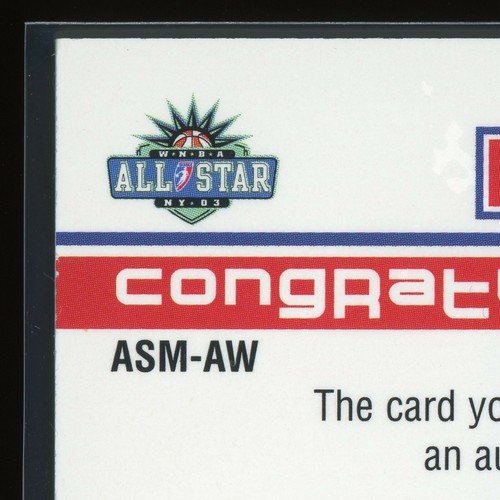 W•N•B•A
ALL STAR
NY•03
congRat
ASM-AW
The card yo
an au